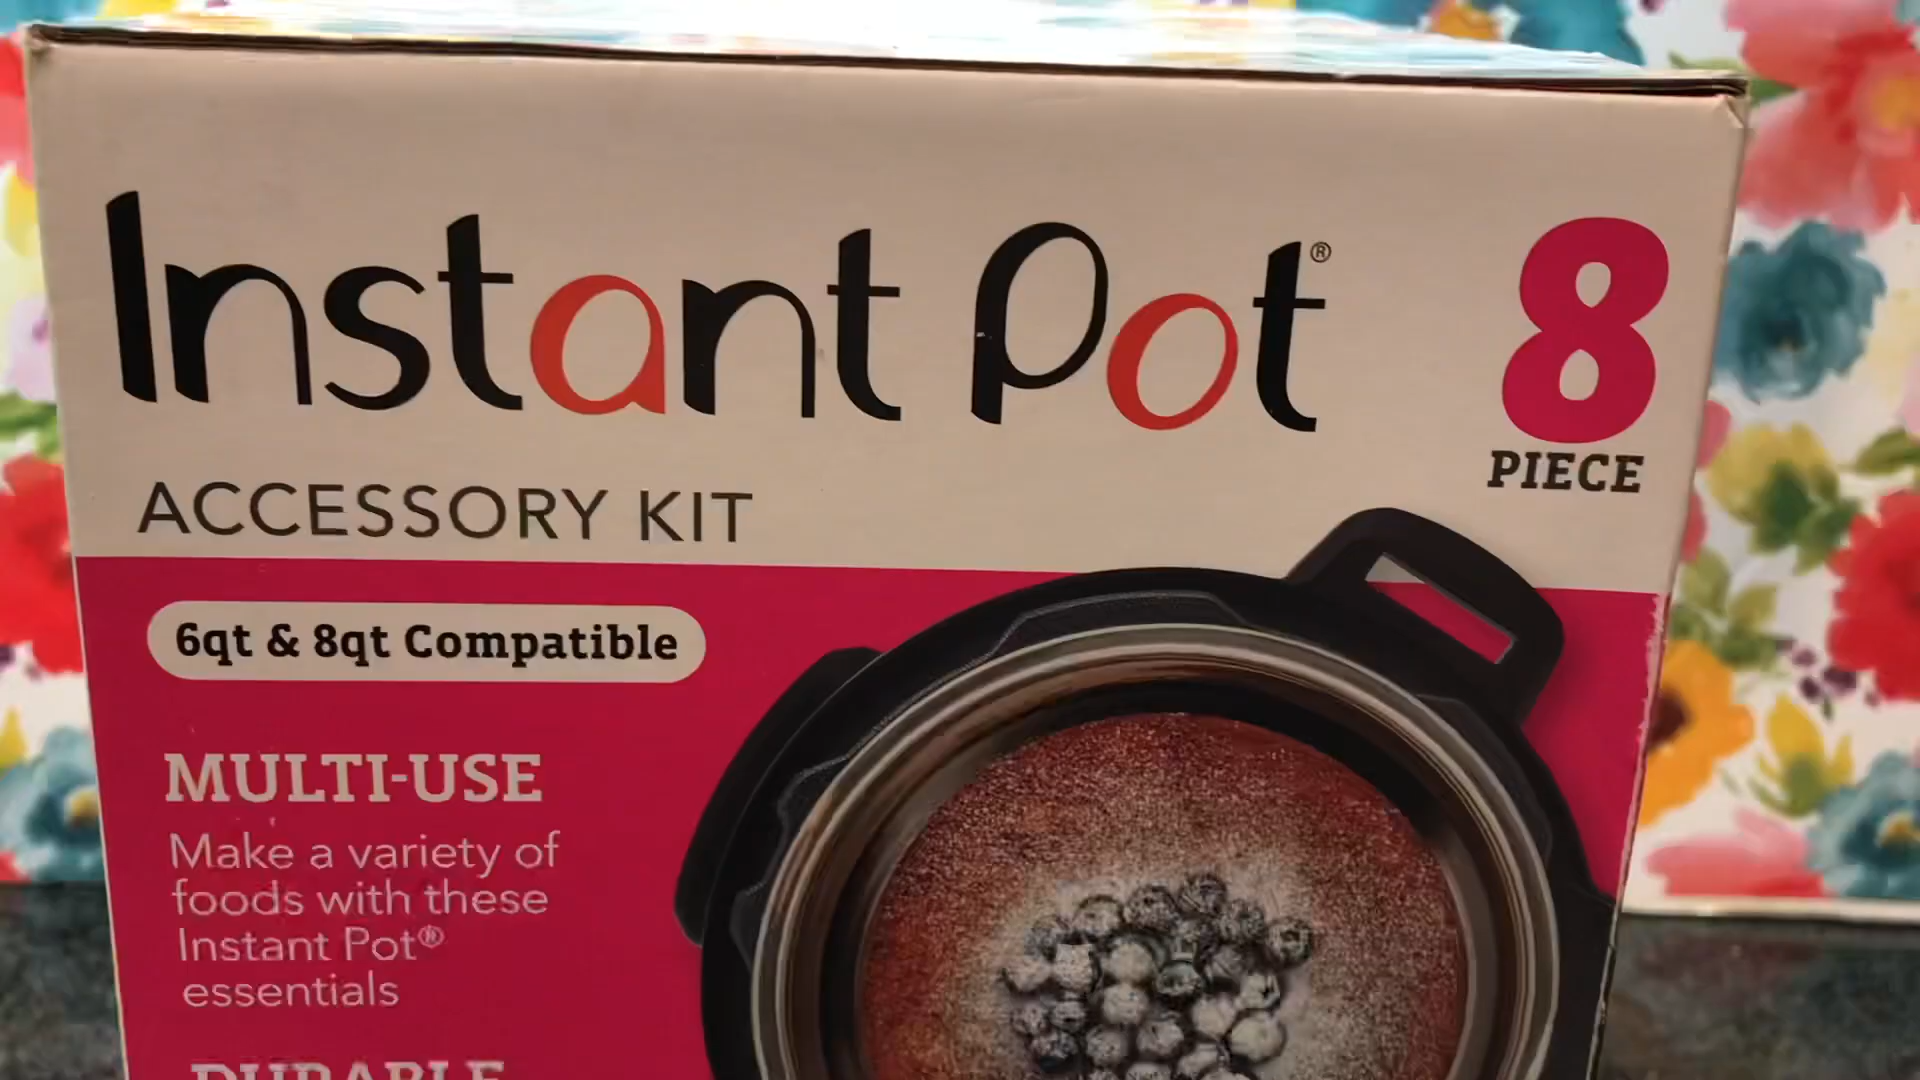 Instant Pot®
8
PIECE
ACCESSORY KIT
6qt & 8qt Compatible
MULTI-USE
Make a variety of
foods with these
Instant Pot®
essentials
DURABLE